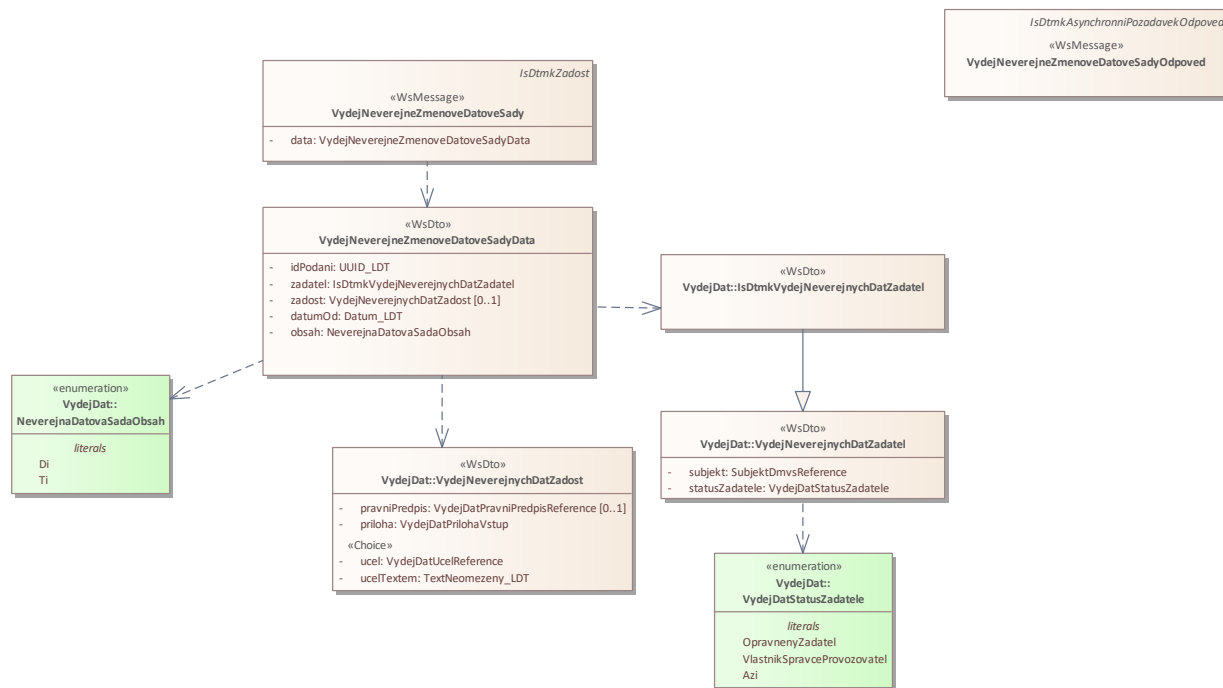 IsDtmkAsynchronniPozadavekOdpoved
«WsMessage»
VydejNeverejneZmenoveDatoveSadyOdpoved
IsDtmkZadost
«WsMessage»
VydejNeverejneZmenoveDatoveSady
- data: VydejNeverejneZmenoveDatoveSadyData
«WsDto»
VydejNeverejneZmenoveDatoveSadyData
- idPodani: UUID_LDT
- zadatel: IsDtmkVydejNeverejnychDatZadatel
- zadost: VydejNeverejnychDatZadost [0..1]
- datumOd: Datum_LDT
- obsah: NeverejnaDatovaSadaObsah
«WsDto»
VydejDat::IsDtmkVydejNeverejnychDatZadatel
«enumeration»
VydejDat::
NeverejnaDatovaSadaObsah
literals
Di
Ti
«WsDto»
VydejDat::VydejNeverejnychDatZadost
- pravniPredpis: VydejDatPravniPredpisReference [0..1]
- priloha: VydejDatPrilohaVstup
«Choice»
- ucel: VydejDatUcelReference
- ucelTextem: TextNeomezeny_LDT
«WsDto»
VydejDat::VydejNeverejnychDatZadatel
- subjekt: SubjektDmvsReference
- statusZadatele: VydejDatStatusZadatele
«enumeration»
VydejDat::
VydejDatStatusZadatele
literals
OpravnenyZadatel
VlastnikSpravceProvozovatel
Azi